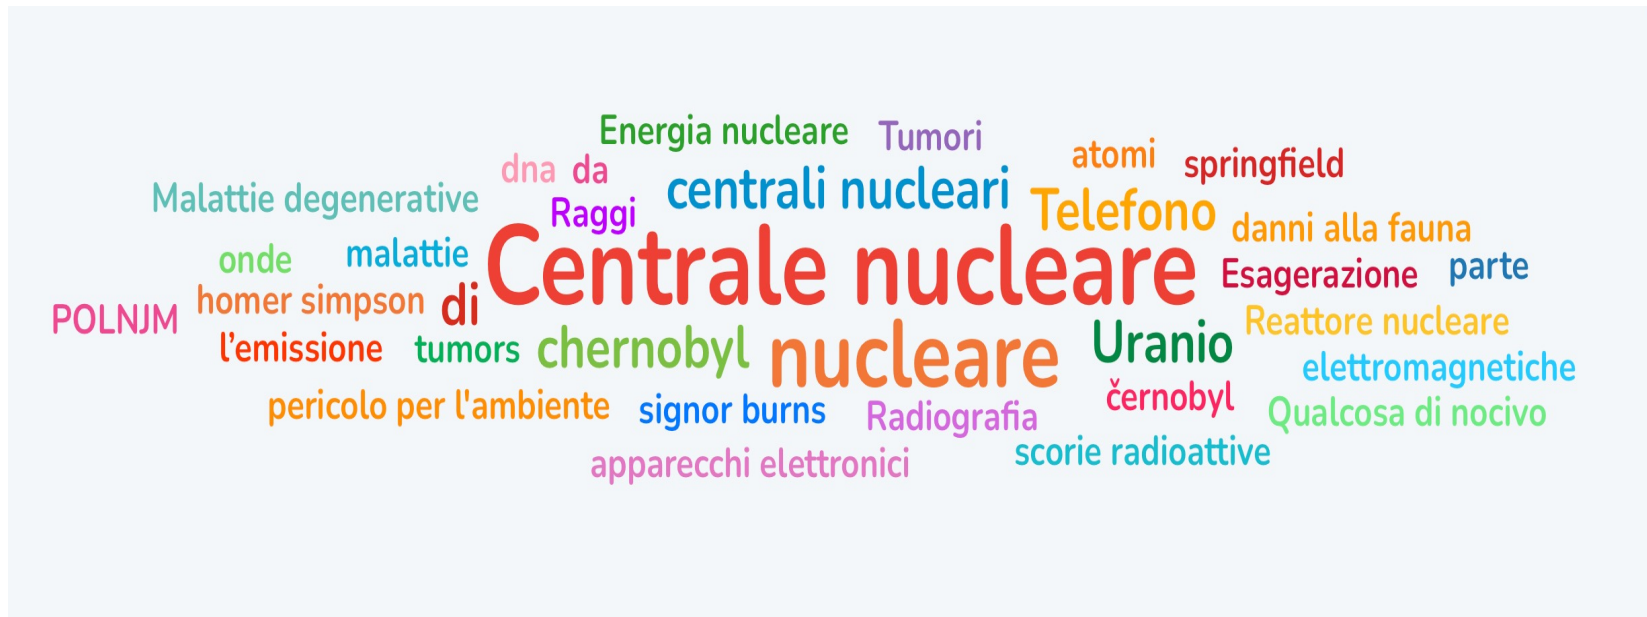 Energia nucleare Tumori
dna da atomi springfield
Malattie degenerative Raggi centrali nucleari Telefono danni alla fauna
onde malattie Centrale nucleare Esagerazione parte
POLNJM homer simpson di Reattore nucleare
l’emissione tumors chernobyl nucleare Uranio elettromagnetiche
pericolo per l'ambiente signor burns Radiografia černobyl Qualcosa di nocivo
apparecchi elettronici scorie radioattive